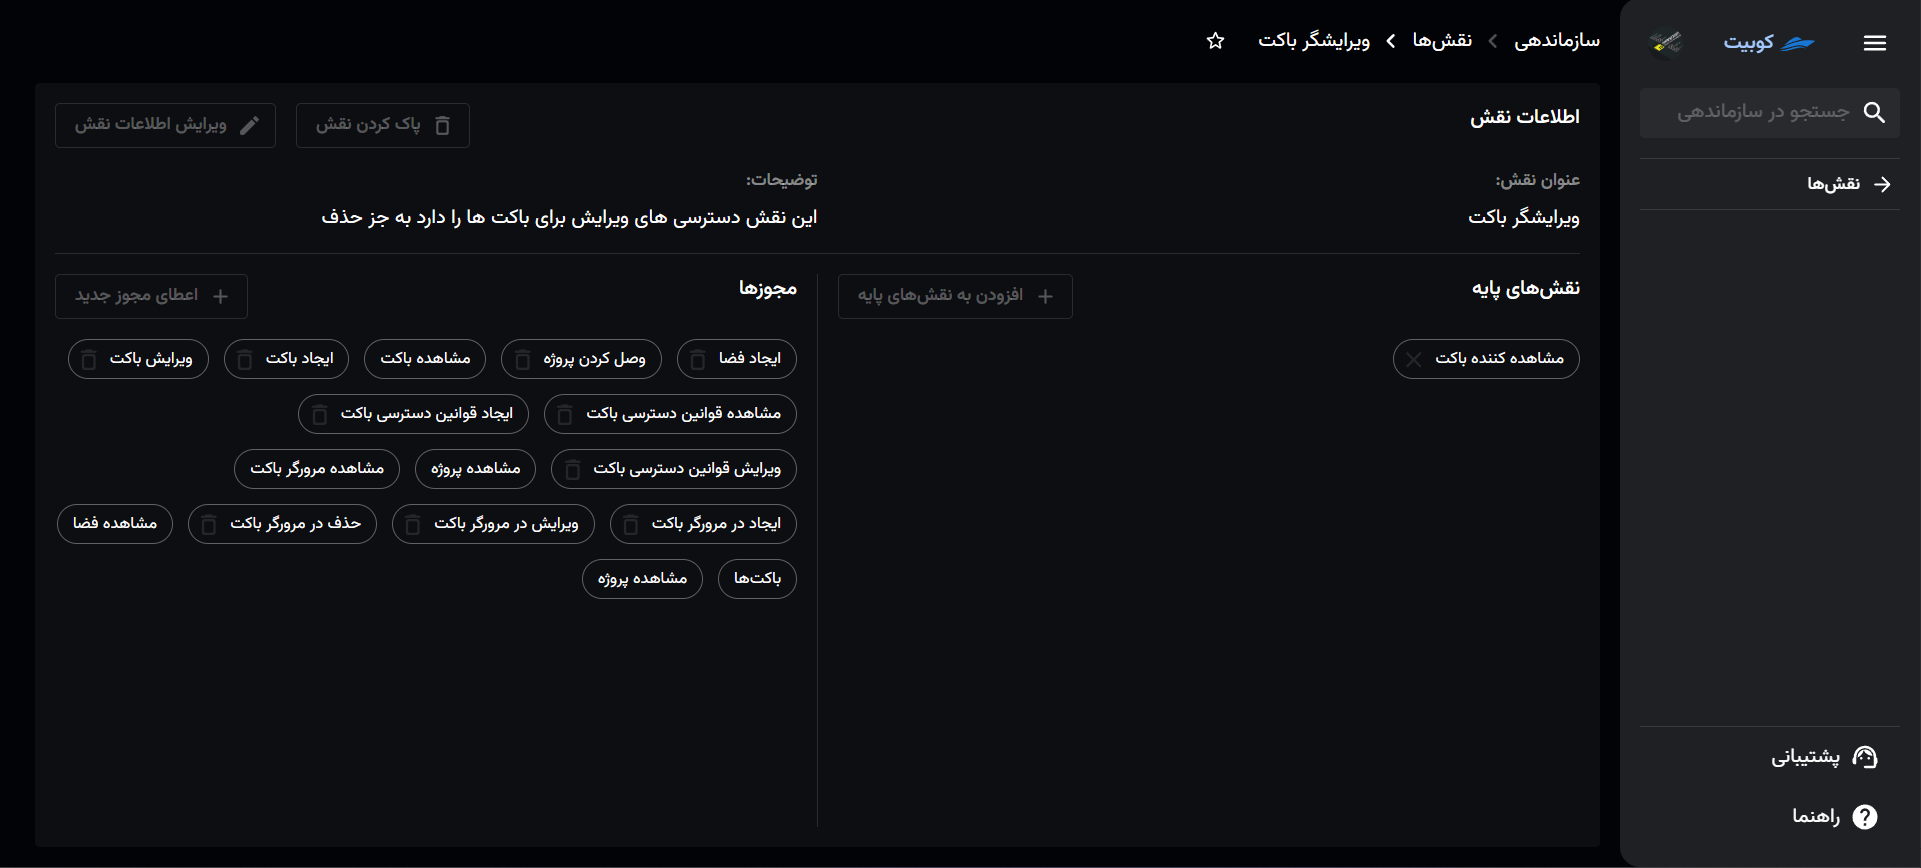 کوبیت
جستجو در سازماندهی
نقش‌ها
پشتیبانی
راهنما
سازماندهی
نقش‌ها
ویرایشگر باکت
اطلاعات نقش
پاک کردن نقش
ویرایش اطلاعات نقش
عنوان نقش:
ویرایشگر باکت
توضیحات:
این نقش دسترسی های ویرایش برای باکت ها را دارد به جز حذف
نقش‌های پایه
افزودن به نقش‌های پایه
مشاهده کننده باکت
مجوزها
اعطای مجوز جدید
ایجاد فضا وصل کردن پروژه مشاهده باکت ایجاد باکت ویرایش باکت
مشاهده قوانین دسترسی باکت ایجاد قوانین دسترسی باکت
ویرایش قوانین دسترسی باکت مشاهده پروژه مشاهده مرورگر باکت
ایجاد در مرورگر باکت ویرایش در مرورگر باکت حذف در مرورگر باکت مشاهده فضا
باکت‌ها مشاهده پروژه